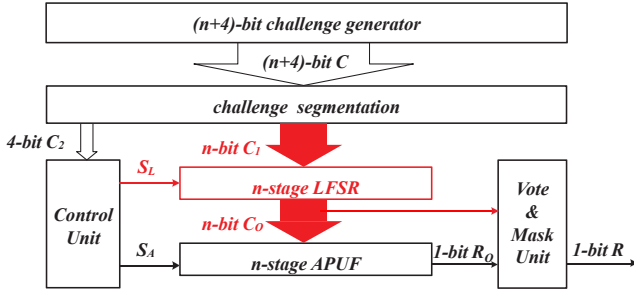 (n+4)-bit challenge generator
(n+4)-bit C
challenge segmentation
4-bit C2
n-bit C1
SL
n-stage LFSR
Control
Unit
n-bit CO
SA
n-stage APUF
1-bit RO
Vote
&
Mask
Unit
1-bit R